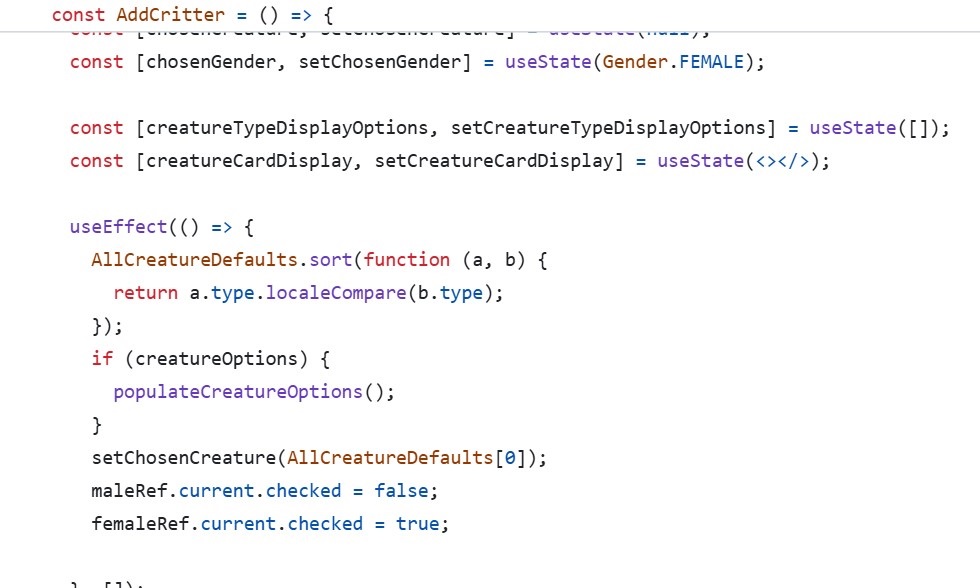 const AddCritter = () => {
const [chosenCreature, setChosenCreature] = useState(null);
const [chosenGender, setChosenGender] = useState(Gender.FEMALE);
const [creatureTypeDisplayOptions, setCreatureTypeDisplayOptions] = useState([]);
const [creatureCardDisplay, setCreatureCardDisplay] = useState(<></>);
useEffect(() => {
AllCreatureDefaults.sort(function (a, b) {
return a.type.localeCompare(b.type);
});
if (creatureOptions) {
populateCreatureOptions();
}
setChosenCreature(AllCreatureDefaults[0]);
maleRef.current.checked = false;
femaleRef.current.checked = true;
}, []);